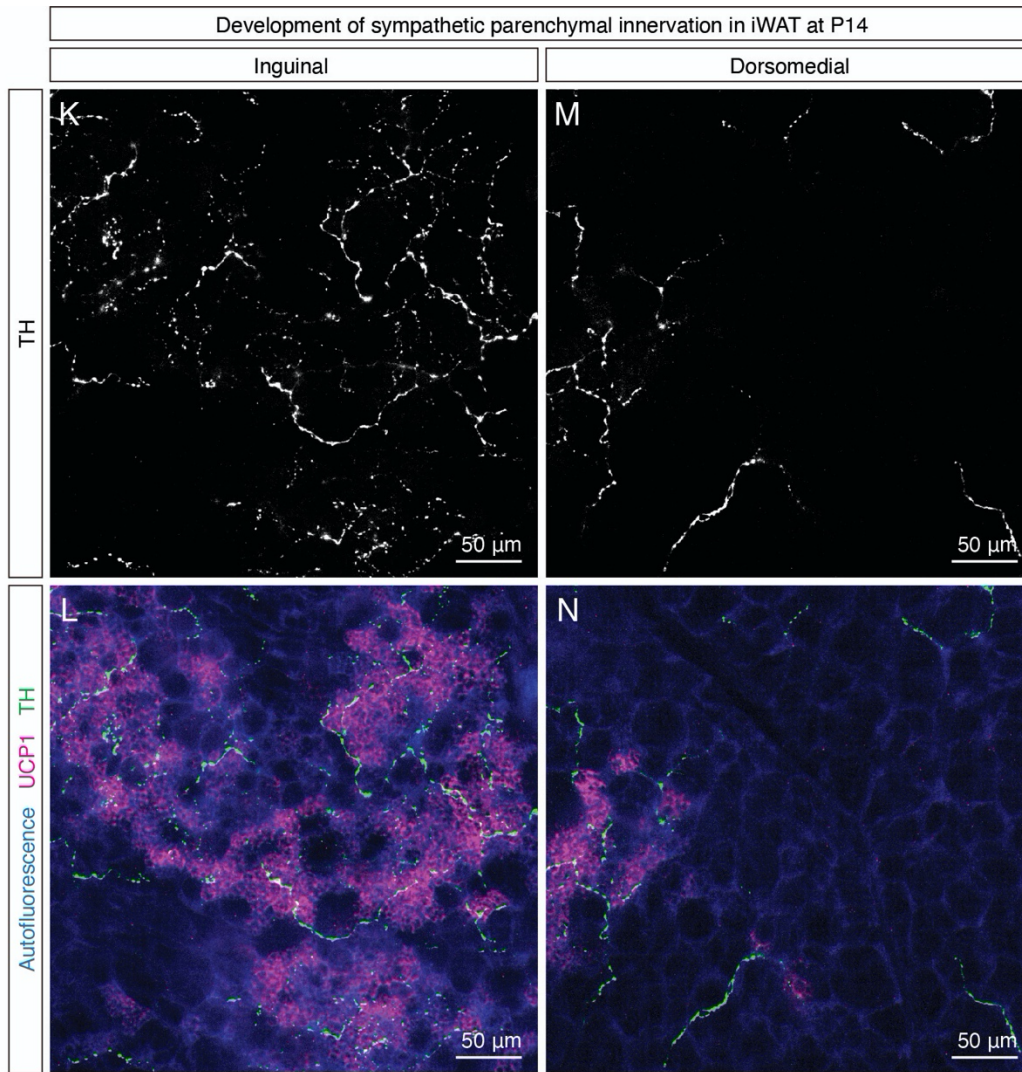 Development of sympathetic parenchymal innervation in iWAT at P14
Inguinal
Dorsomedial
TH
K
50 µm
M
50 µm
Autofluorescence UCP1 TH
L
50 µm
N
50 µm